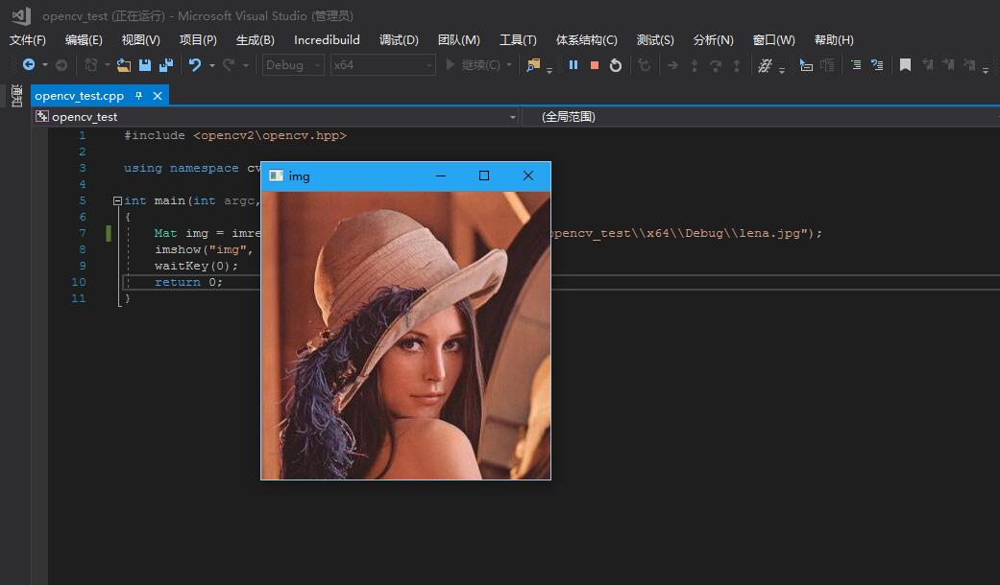 opencv_test (正在运行) - Microsoft Visual Studio (管理员)
文件(F) 编辑(E) 视图(V) 项目(P) 生成(B) Incredibuild 调试(D) 团队(M) 工具(T) 体系结构(C) 测试(S) 分析(N) 窗口(W) 帮助(H)
Debug x64 继续(C)
通知
opencv_test.cpp
opencv_test (全局范围)
1 #include <opencv2\opencv.hpp>
2
3 using namespace cv
4
5 int main(int argc,
6 {
7 Mat img = imre opencv_test\\x64\\Debug\\lena.jpg");
8 imshow("img",
9 waitKey(0);
10 return 0;
11 }
img